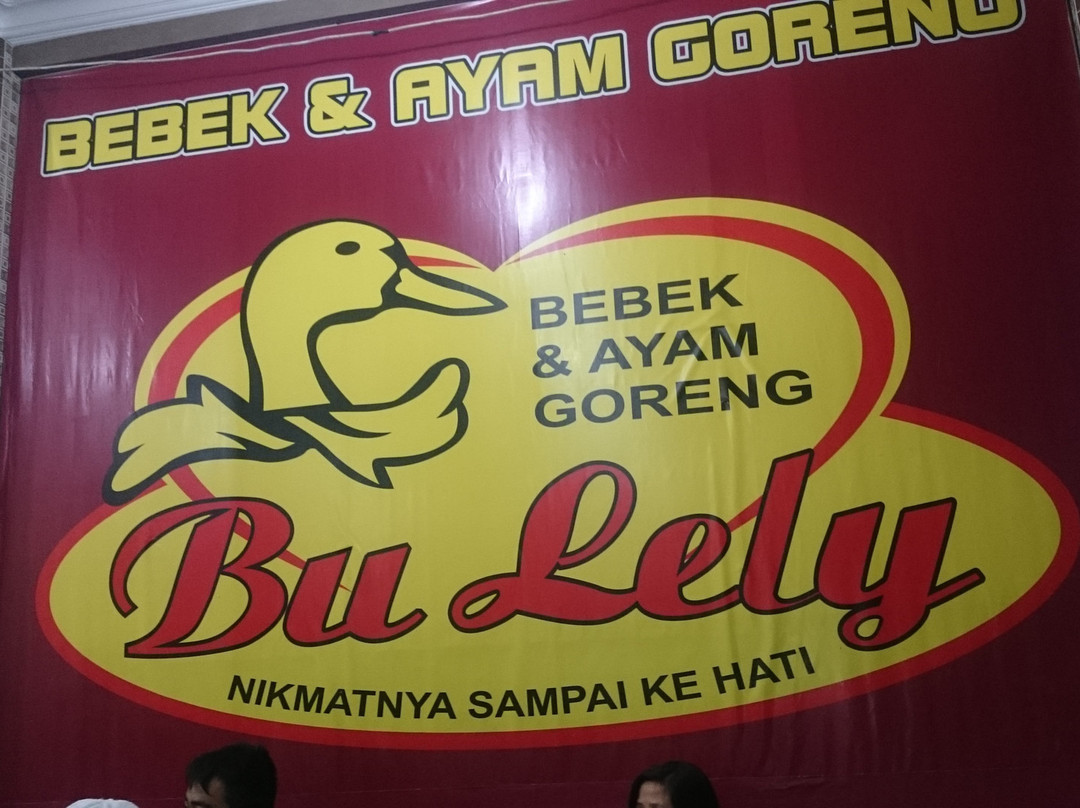 BEBEK & AYAM GORENG
BEBEK
& AYAM
GORENG
Bu Lely
NIKMATNYA SAMPAI KE HATI